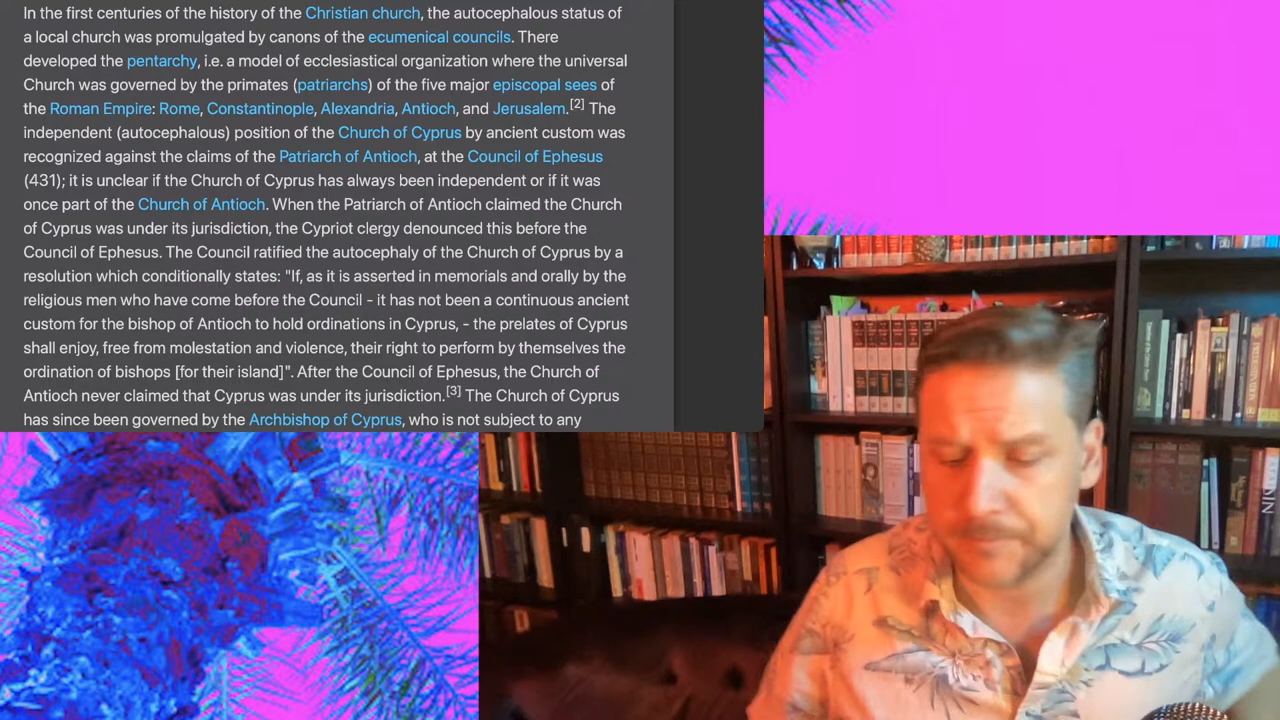 In the first centuries of the history of the Christian church, the autocephalous status of
a local church was promulgated by canons of the ecumenical councils. There
developed the pentarchy, i.e. a model of ecclesiastical organization where the universal
Church was governed by the primates (patriarchs) of the five major episcopal sees of
the Roman Empire: Rome, Constantinople, Alexandria, Antioch, and Jerusalem.[2] The
independent (autocephalous) position of the Church of Cyprus by ancient custom was
recognized against the claims of the Patriarch of Antioch, at the Council of Ephesus
(431); it is unclear if the Church of Cyprus has always been independent or if it was
once part of the Church of Antioch. When the Patriarch of Antioch claimed the Church
of Cyprus was under its jurisdiction, the Cypriot clergy denounced this before the
Council of Ephesus. The Council ratified the autocephaly of the Church of Cyprus by a
resolution which conditionally states: "If, as it is asserted in memorials and orally by the
religious men who have come before the Council - it has not been a continuous ancient
custom for the bishop of Antioch to hold ordinations in Cyprus, - the prelates of Cyprus
shall enjoy, free from molestation and violence, their right to perform by themselves the
ordination of bishops [for their island]". After the Council of Ephesus, the Church of
Antioch never claimed that Cyprus was under its jurisdiction.[3] The Church of Cyprus
has since been governed by the Archbishop of Cyprus, who is not subject to any